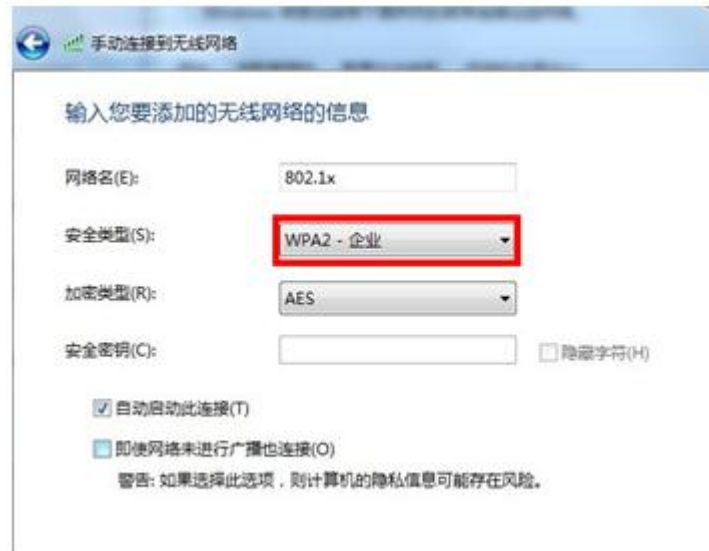 手动连接到无线网络
输入您要添加的无线网络的信息
网络名(E): 802.1x
安全类型(S): WPA2 - 企业
加密类型(R): AES
安全密钥(C): 隐藏字符(H)
自动启动此连接(T)
即使网络未进行广播也连接(O)
警告: 如果选择此选项，则计算机的隐私信息可能存在风险。